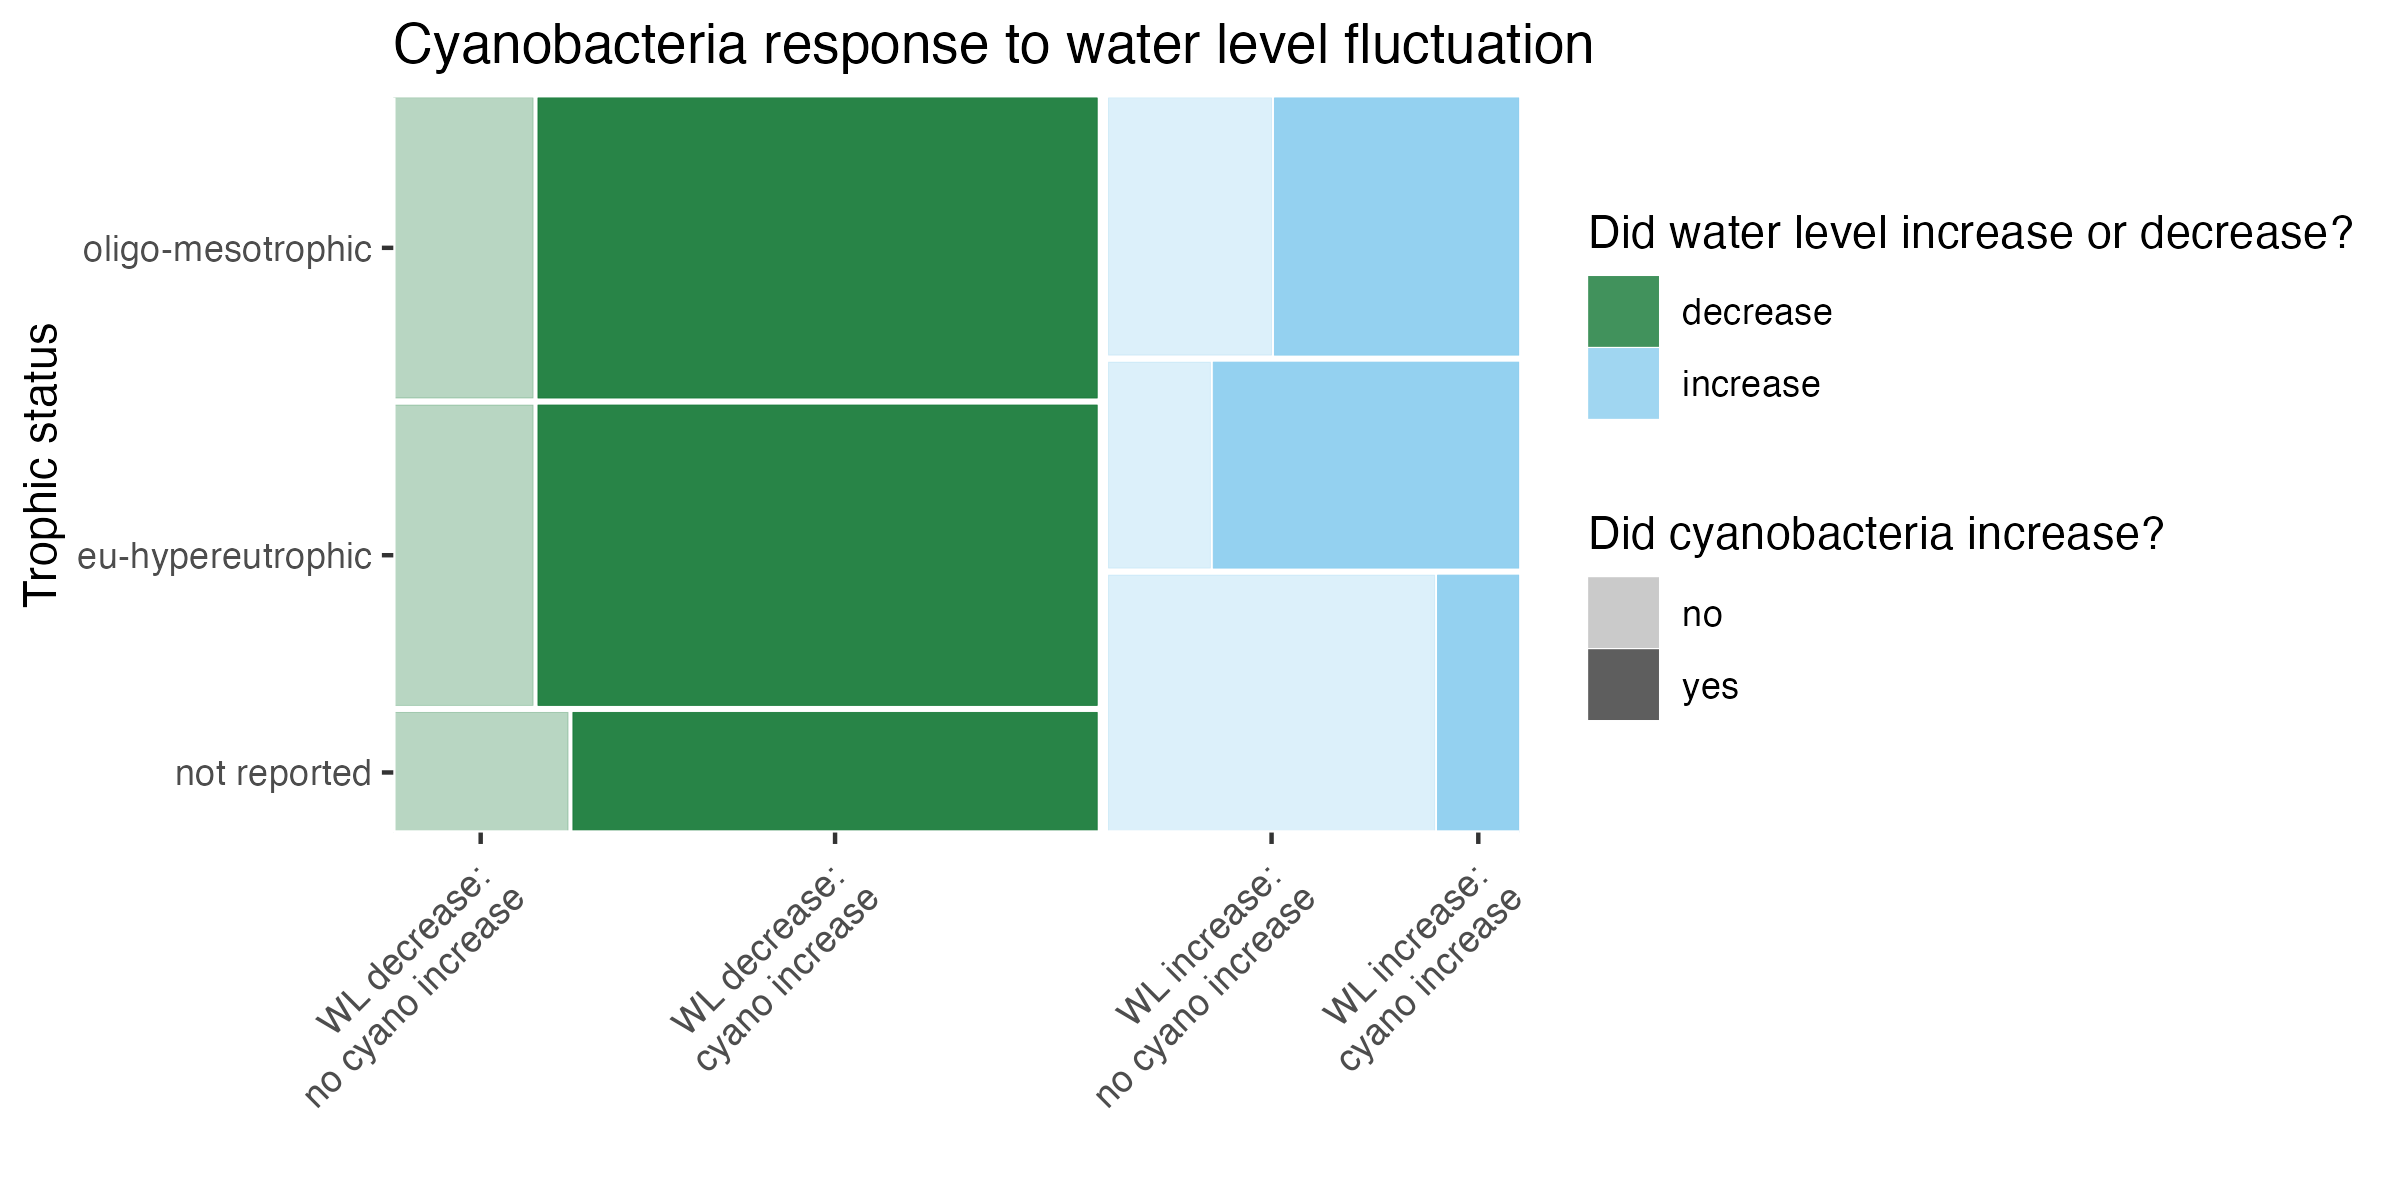 Cyanobacteria response to water level fluctuation
Trophic status
oligo-mesotrophic
eu-hypereutrophic
not reported
WL decrease:
no cyano increase
WL decrease:
cyano increase
WL increase:
no cyano increase
WL increase:
cyano increase
Did water level increase or decrease?
decrease
increase
Did cyanobacteria increase?
no
yes